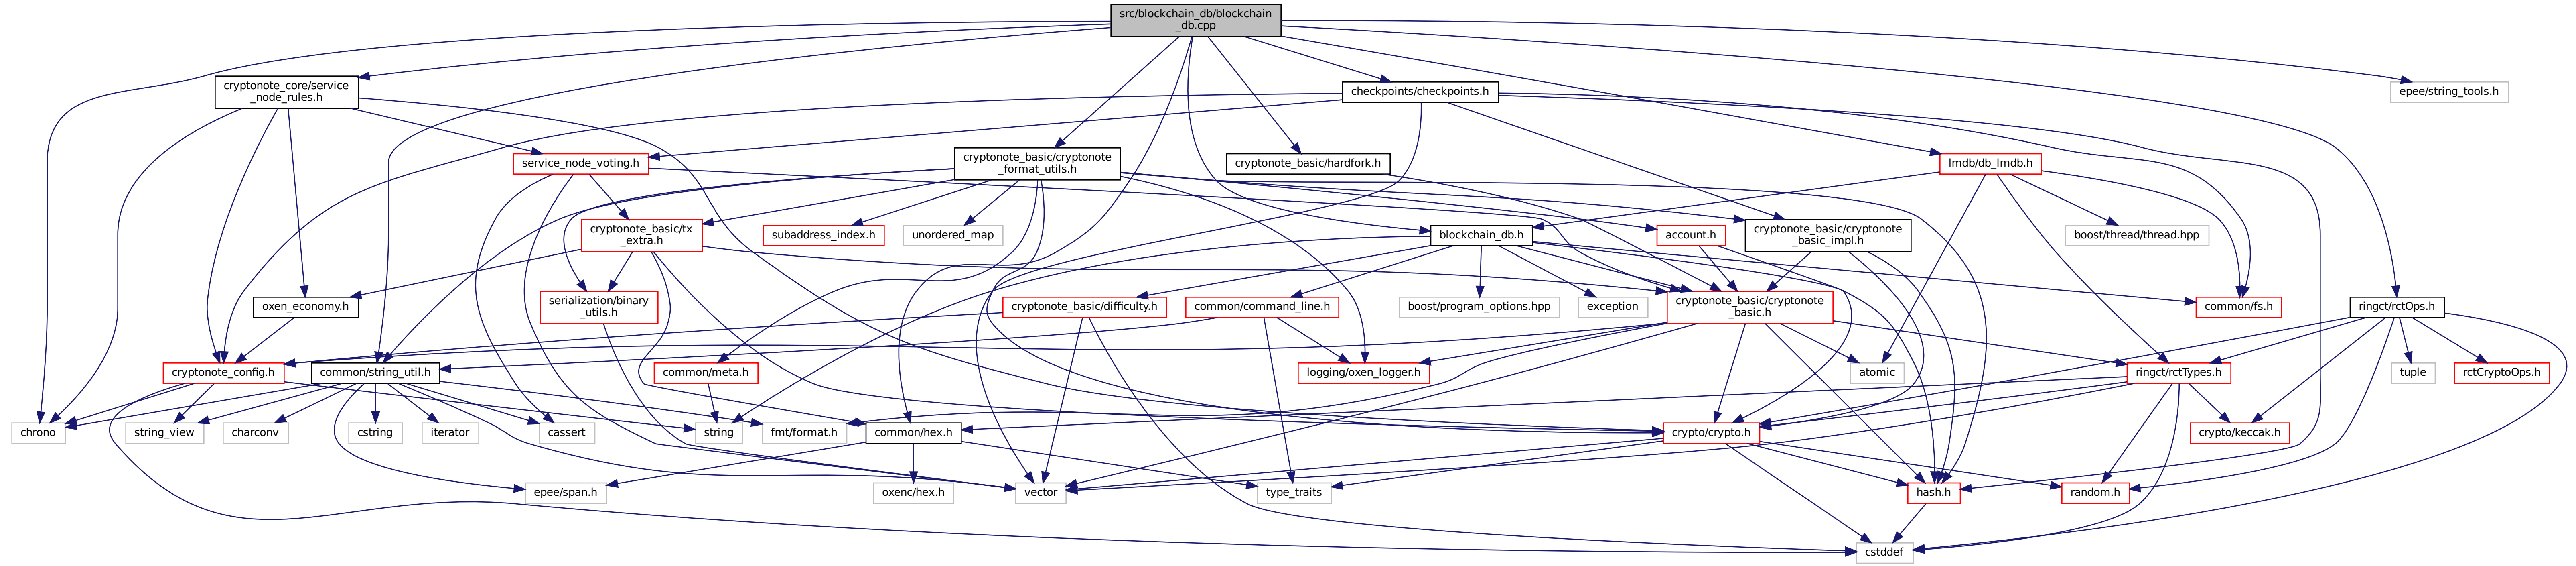 src/blockchain_db/blockchain
_db.cpp
cryptonote_core/service
_node_rules.h
checkpoints/checkpoints.h
epee/string_tools.h
service_node_voting.h
cryptonote_basic/cryptonote
_format_utils.h
cryptonote_basic/hardfork.h
lmdb/db_lmdb.h
cryptonote_basic/tx
_extra.h
subaddress_index.h
unordered_map
blockchain_db.h
account.h
cryptonote_basic/cryptonote
_basic_impl.h
boost/thread/thread.hpp
oxen_economy.h
serialization/binary
_utils.h
cryptonote_basic/difficulty.h
common/command_line.h
boost/program_options.hpp
exception
cryptonote_basic/cryptonote
_basic.h
common/fs.h
ringct/rctOps.h
cryptonote_config.h
common/string_util.h
common/meta.h
logging/oxen_logger.h
atomic
ringct/rctTypes.h
tuple
rctCryptoOps.h
chrono
string_view
charconv
cstring
iterator
cassert
string
fmt/format.h
common/hex.h
crypto/crypto.h
crypto/keccak.h
epee/span.h
oxenc/hex.h
vector
type_traits
hash.h
random.h
cstddef